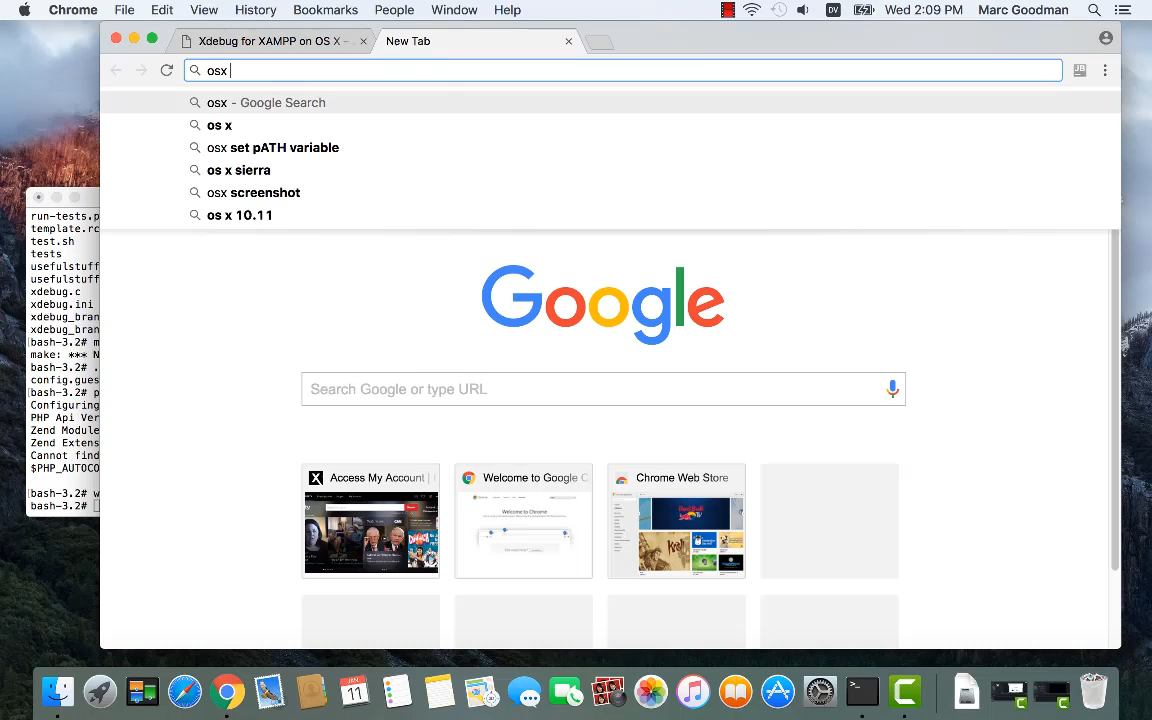 Chrome File Edit View History Bookmarks People Window Help DV Wed 2:09 PM Marc Goodman
Xdebug for XAMPP on OS X – New Tab
osx
osx - Google Search
os x
osx set pATH variable
os x sierra
osx screenshot
os x 10.11
run-tests.p
template.rc
test.sh
tests
usefulstuff
usefulstuff
xdebug.c
xdebug.ini
xdebug_bran
xdebug_bran
bash-3.2# m
make: *** N
bash-3.2# .
config.gues
bash-3.2# p
Configuring
PHP Api Ver
Zend Module
Zend Extens
Cannot find
$PHP_AUTOCO
bash-3.2# w
bash-3.2#
Google
Search Google or type URL
Access My Account |
Welcome to Google C
Chrome Web Store
JAN
11